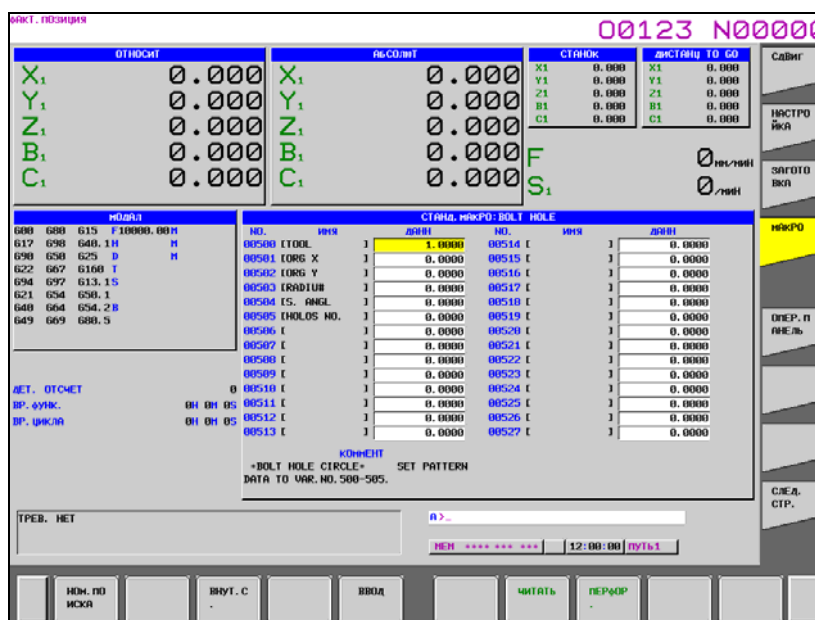 ФАКТ.ПОЗИЦИЯ
O0123 N00000
ОТНОСИТ
X1 0.000
Y1 0.000
Z1 0.000
B1 0.000
C1 0.000
АБСОЛЮТ
X1 0.000
Y1 0.000
Z1 0.000
B1 0.000
C1 0.000
СТАНОК
X1 0.000
Y1 0.000
Z1 0.000
B1 0.000
C1 0.000
ДИСТАНЦ TO GO
X1 0.000
Y1 0.000
Z1 0.000
B1 0.000
C1 0.000
F 0 ММ/МИН
S1 0 /МИН
МОДАЛ
G00 G80 G15 F10000.00 M
G17 G98 G40.1 H M
G90 G50 G25 D M
G22 G67 G160 T
G94 G97 G13.1 S
G21 G54 G50.1
G40 G64 G54.2 B
G49 G69 G80.5
ДЕТ. ОТСЧЕТ 0
ВР.ФУНК. 0H 0M 0S
ВР.ЦИКЛА 0H 0M 0S
СТАНД.МАКРО:BOLT HOLE
NO. ИМЯ ДАНН NO. ИМЯ ДАНН
00500 [TOOL ] 1.0000 00514 [ ] 0.0000
00501 [ORG X ] 0.0000 00515 [ ] 0.0000
00502 [ORG Y ] 0.0000 00516 [ ] 0.0000
00503 [RADIU# ] 0.0000 00517 [ ] 0.0000
00504 [S. ANGL ] 0.0000 00518 [ ] 0.0000
00505 [HOLOS NO. ] 0.0000 00519 [ ] 0.0000
00506 [ ] 0.0000 00520 [ ] 0.0000
00507 [ ] 0.0000 00521 [ ] 0.0000
00508 [ ] 0.0000 00522 [ ] 0.0000
00509 [ ] 0.0000 00523 [ ] 0.0000
00510 [ ] 0.0000 00524 [ ] 0.0000
00511 [ ] 0.0000 00525 [ ] 0.0000
00512 [ ] 0.0000 00526 [ ] 0.0000
00513 [ ] 0.0000 00527 [ ] 0.0000
КОММЕНТ
*BOLT HOLE CIRCLE* SET PATTERN
DATA TO VAR.NO.500-505.
ТРЕВ. НЕТ
A>_
МЕМ **** *** *** 12:00:00 ПУТЬ1
СДВИГ
НАСТРО
ЙКА
ЗАГОТО
ВКА
МАКРО
ОПЕР.П
АНЕЛЬ
СЛЕД.
СТР.
НОМ.ПО
ИСКА
ВНУТ.С
.
ВВОД
ЧИТАТЬ
ПЕРФОР
.